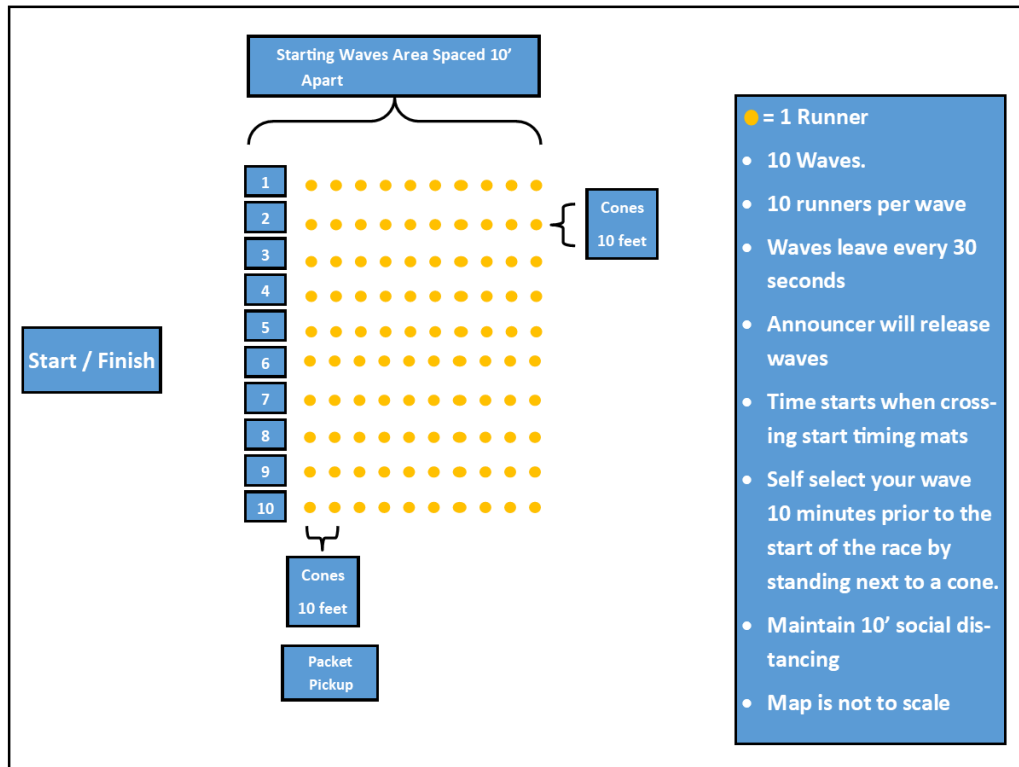 Starting Waves Area Spaced 10’
Apart
1
2
3
4
5
6
7
8
9
10
Cones
10 feet
Start / Finish
Cones
10 feet
Packet
Pickup
= 1 Runner
• 10 Waves.
• 10 runners per wave
• Waves leave every 30
seconds
• Announcer will release
waves
• Time starts when cross-
ing start timing mats
• Self select your wave
10 minutes prior to the
start of the race by
standing next to a cone.
• Maintain 10’ social dis-
tancing
• Map is not to scale